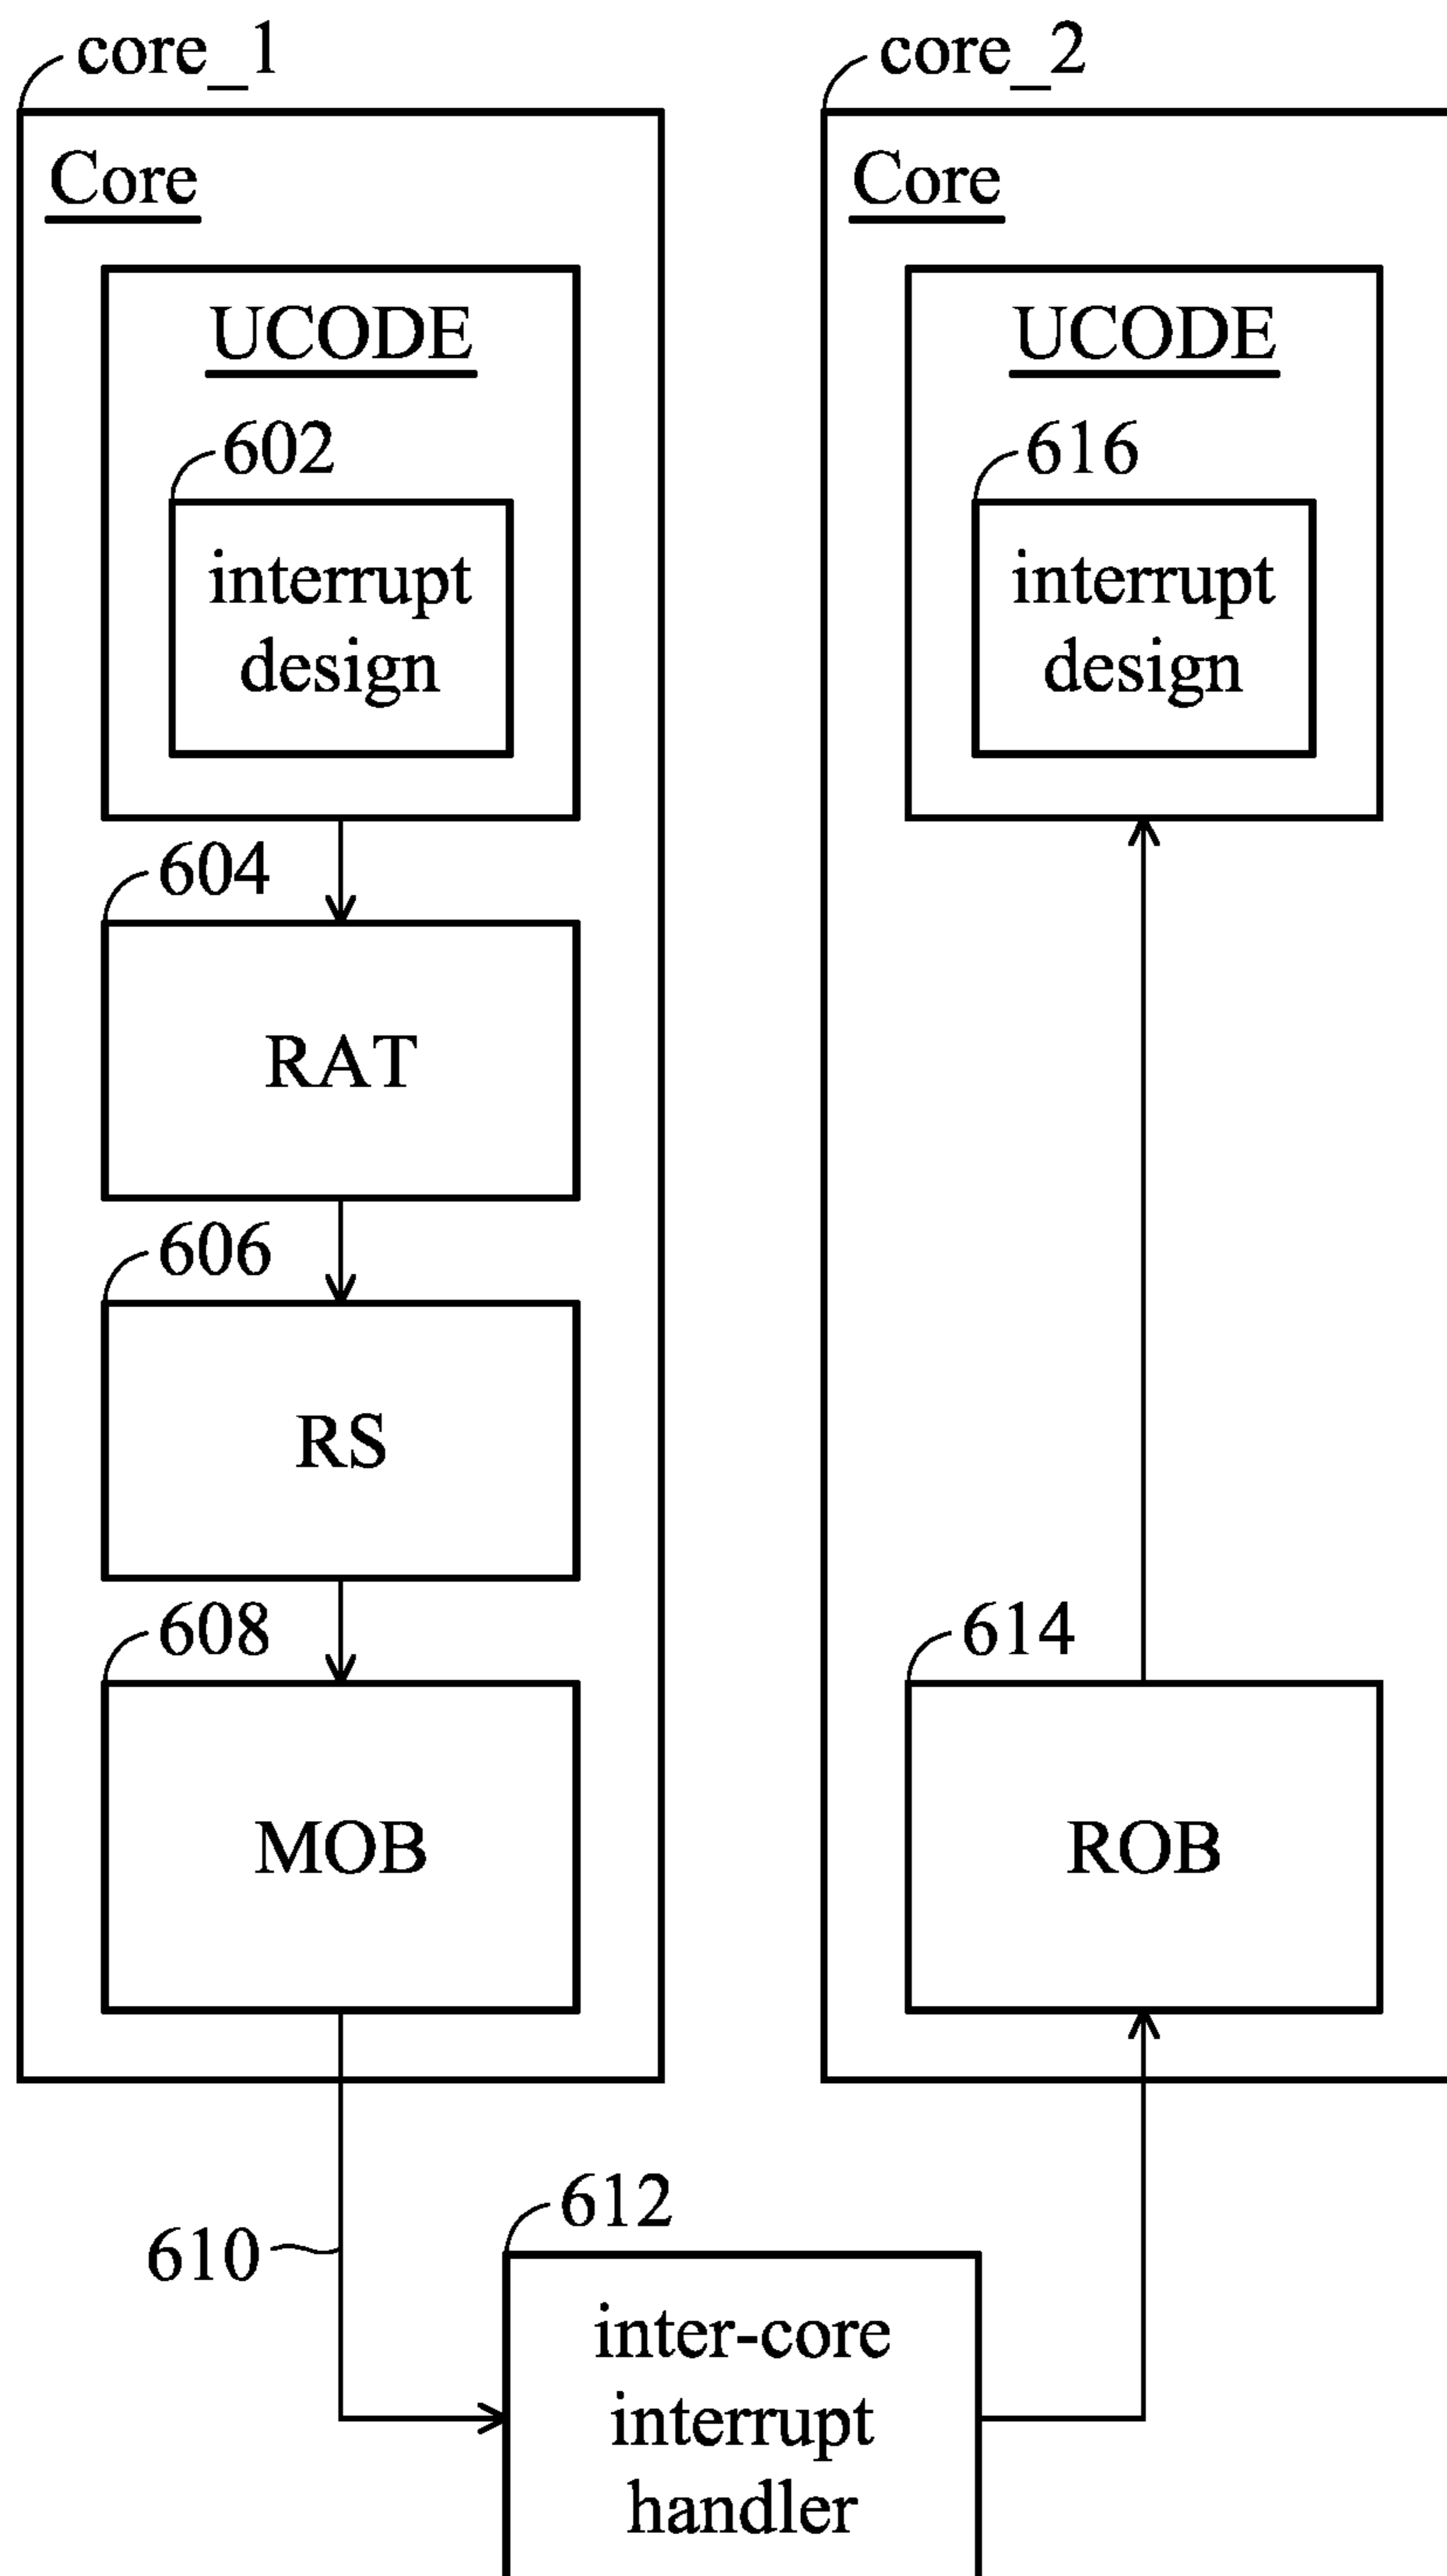 core_1
Core
UCODE
602
interrupt
design
604
RAT
606
RS
608
MOB
610
612
inter-core
interrupt
handler
core_2
Core
UCODE
616
interrupt
design
614
ROB